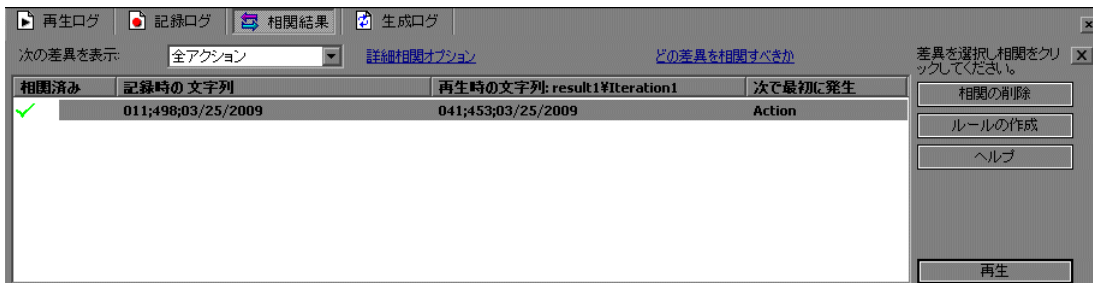 再生ログ 記録ログ 相関結果 生成ログ
次の差異を表示: 全アクション 詳細相関オプション どの差異を相関すべきか 差異を選択し相関をクリックしてください。
相関済み 記録時の 文字列 再生時の文字列: result1¥Iteration1 次で最初に発生 相関の削除
011;498;03/25/2009 041;453;03/25/2009 Action
ルールの作成
ヘルプ
再生